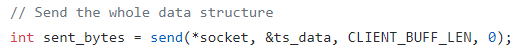 // Send the whole data structure
int sent_bytes = send(*socket, &ts_data, CLIENT_BUFF_LEN, 0);